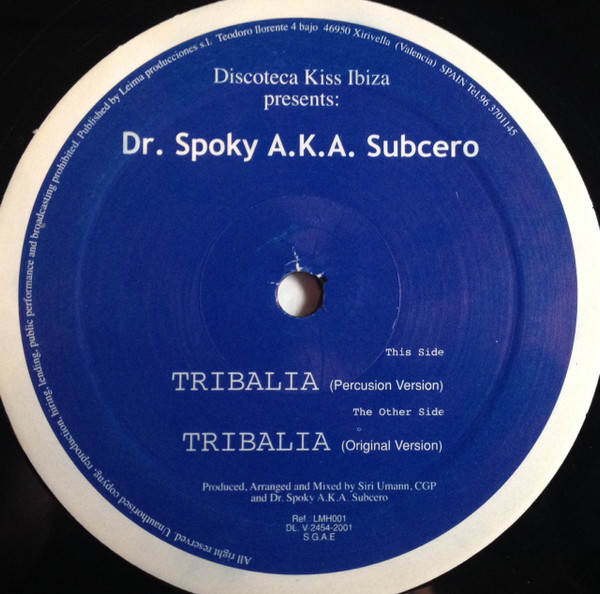 All right reserved. Unauthorised copyng, reproduction, hiring, lending, public performance and broadcasting prohibited. Published by Leima producciones s.l. Teodoro llorente 4 bajo 46950 Xirivella (Valencia) SPAIN Tel.96 3701145
Discoteca Kiss Ibiza
presents:
Dr. Spoky A.K.A. Subcero
This Side
TRIBALIA (Percusion Version)
The Other Side
TRIBALIA (Original Version)
Produced, Arranged and Mixed by Siri Umann, CGP
and Dr. Spoky A.K.A. Subcero
Ref.: LMH001
DL. V 2454-2001
S.G.A.E